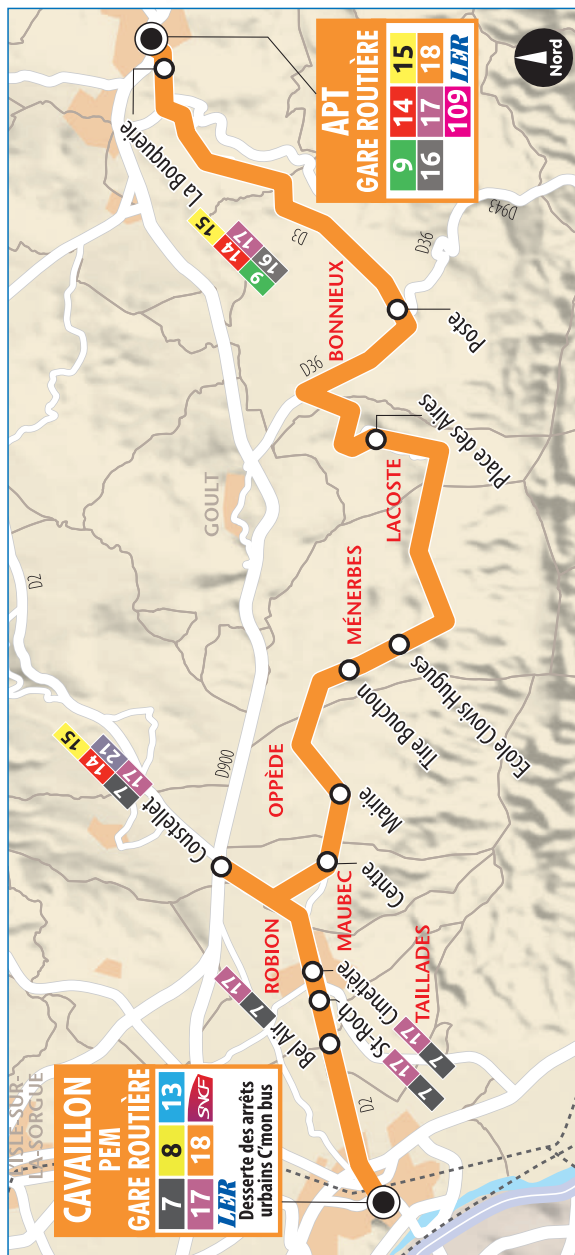 CAVAILLON
PEM
GARE ROUTIÈRE
7 8 13
17 18 SNCF
LER
Desserte des arrêts
urbains C'mon bus
L'ISLE-SUR-
LA-SORGUE
D2
Bel Air
7 17
St-Roch
7 17
Cimetière
7 17
ROBION
TAILLADES
MAUBEC
Coustellet
7 17
14 21
15
D900
Centre
OPPÈDE
Mairie
D2
MÉNERBES
Tire Bouchon
Ecole Clovis Hugues
GOULT
LACOSTE
Place des Aires
D36
BONNIEUX
Poste
D36
D943
D3
La Bouquerie
9 16
14 17
15
APT
GARE ROUTIÈRE
9 14 15
16 17 18
109 LER
Nord